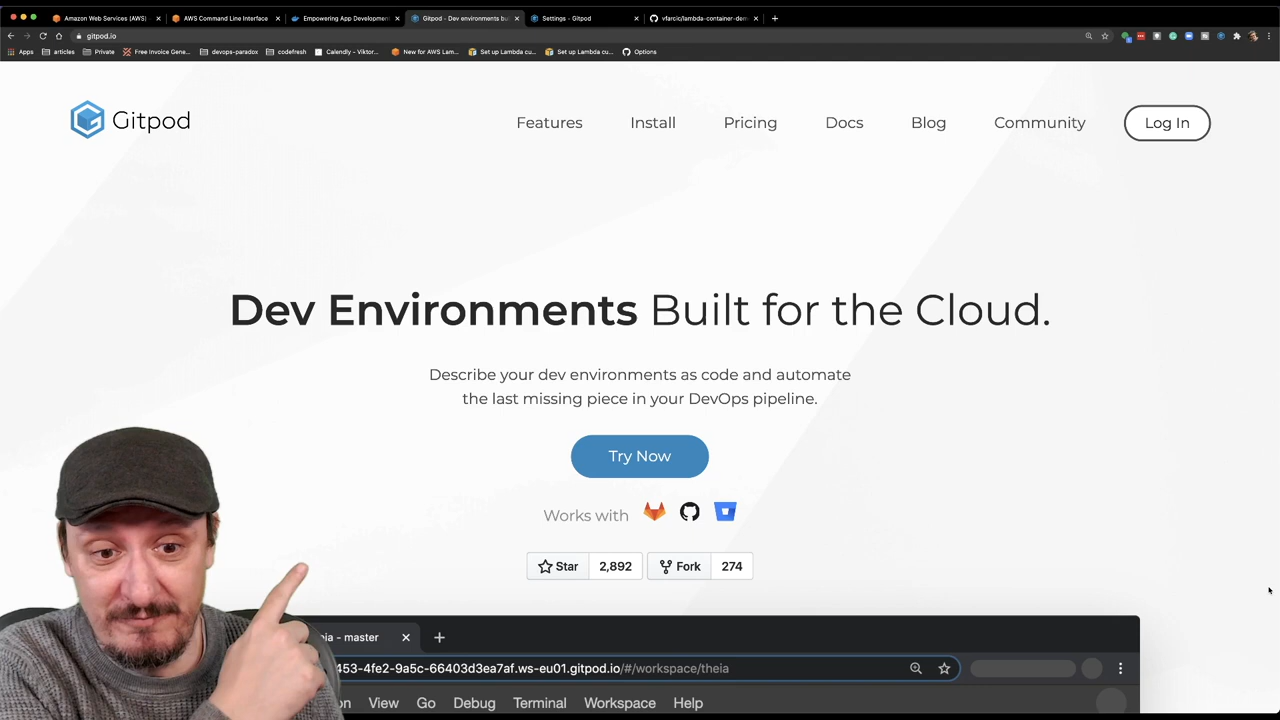 Amazon Web Services (AWS)
AWS Command Line Interface
Empowering App Developmen
Gitpod - Dev environments bui
Settings - Gitpod
vfarcic/lambda-container-dem
gitpod.io
Apps
articles
Private
Free Invoice Gene...
devops-paradox
codefresh
Calendly - Viktor...
New for AWS Lam...
Set up Lambda cu...
Set up Lambda cu...
Options
Gitpod
Features
Install
Pricing
Docs
Blog
Community
Log In
Dev Environments Built for the Cloud.
Describe your dev environments as code and automate
the last missing piece in your DevOps pipeline.
Try Now
Works with
Star 2,892
Fork 274
eia - master
453-4fe2-9a5c-66403d3ea7af.ws-eu01.gitpod.io/#/workspace/theia
on View Go Debug Terminal Workspace Help